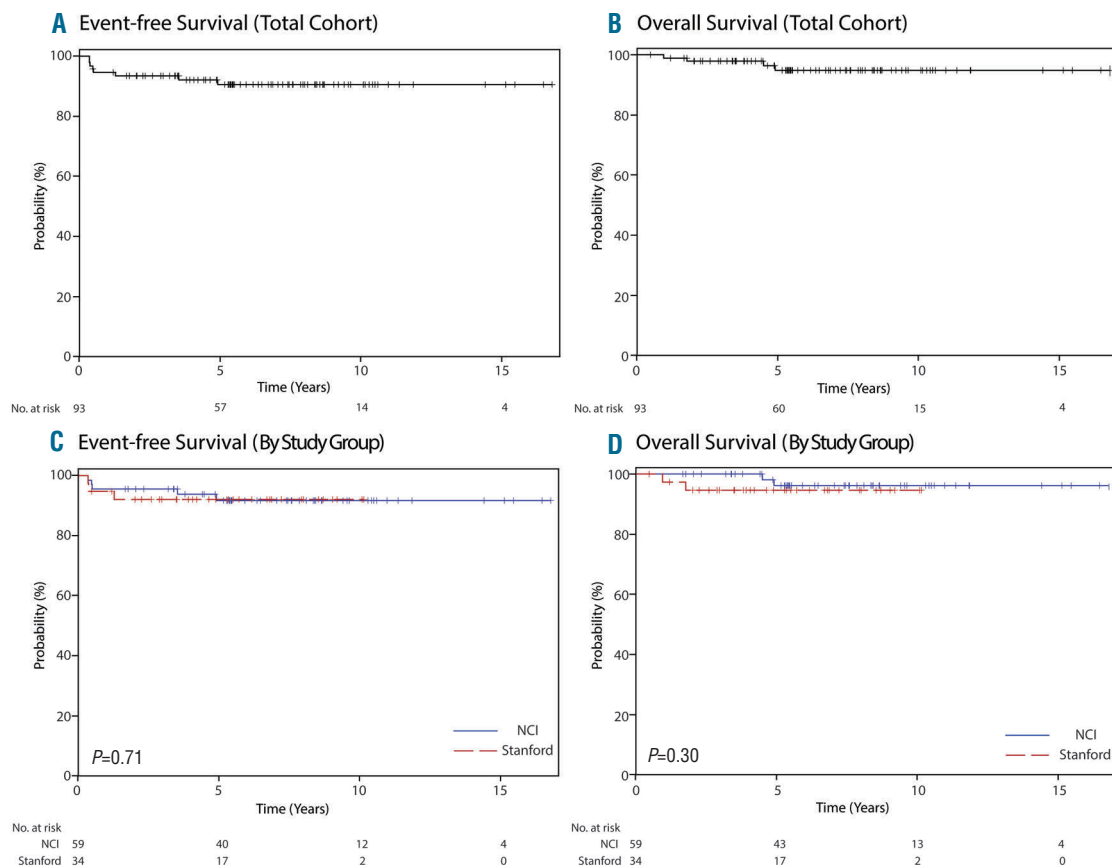 A Event-free Survival (Total Cohort)
100
80
60
40
20
0
Probability (%)
0 5 10 15
Time (Years)
No. at risk 93 57 14 4
B Overall Survival (Total Cohort)
100
80
60
40
20
0
Probability (%)
0 5 10 15
Time (Years)
No. at risk 93 60 15 4
C Event-free Survival (By Study Group)
100
80
60
40
20
0
Probability (%)
NCI
Stanford
P=0.71
0 5 10 15
Time (Years)
No. at risk
NCI 59 40 12 4
Stanford 34 17 2 0
D Overall Survival (By Study Group)
100
80
60
40
20
0
Probability (%)
NCI
Stanford
P=0.30
0 5 10 15
Time (Years)
No. at risk
NCI 59 43 13 4
Stanford 34 17 2 0